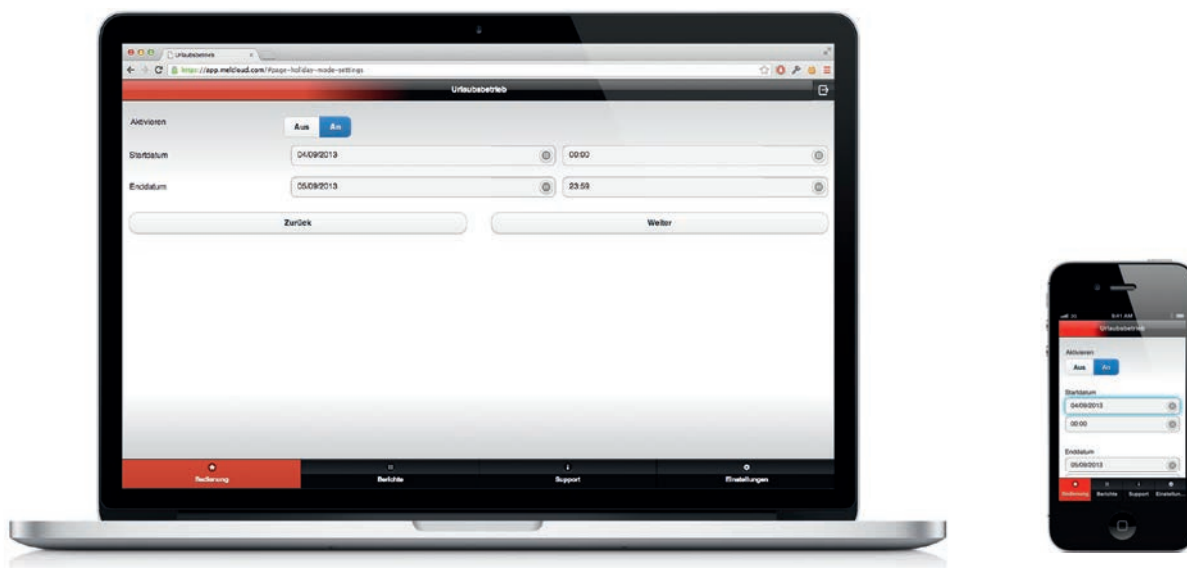 Urlaubsbetrieb
https://app.melcloud.com/#page-holiday-mode-settings
Urlaubsbetrieb
Aktivieren
Aus An
Startdatum 04/09/2013 00:00
Enddatum 05/09/2013 23:59
Zurück Weiter
Bedienung Berichte Support Einstellungen
9:41 AM
Urlaubsbetrieb
Aktivieren
Aus An
Startdatum
04/09/2013
00:00
Enddatum
05/09/2013
Bedienung Berichte Support Einstellun...